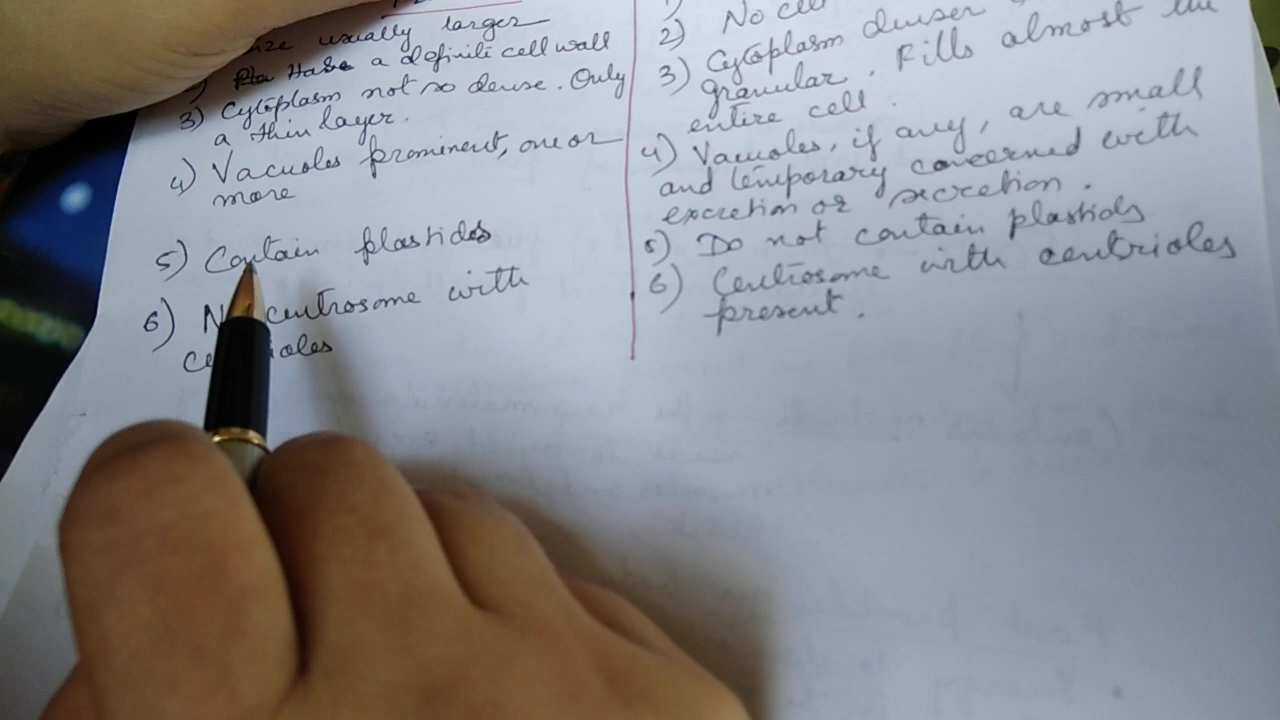 usually larger
Have a definite cell wall
3) Cytoplasm not so dense. Only
a thin layer.
4) Vacuoles prominent, one or
more
5) Contain plastids
6) centrosome with
1)
2) No cell
3) Cytoplasm denser
granular. Fills almost the
entire cell.
4) Vacuoles, if any, are small
and temporary concerned with
excretion or secretion.
5) Do not contain plastids
6) Centrosome with centrioles
present.